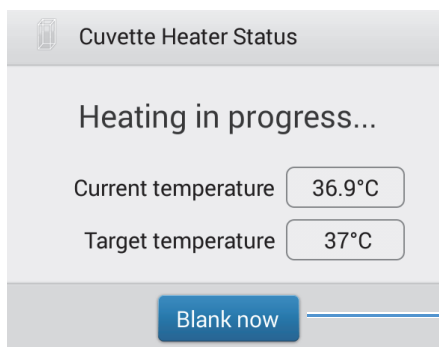 Cuvette Heater Status
Heating in progress...
Current temperature 36.9°C
Target temperature 37°C
Blank now